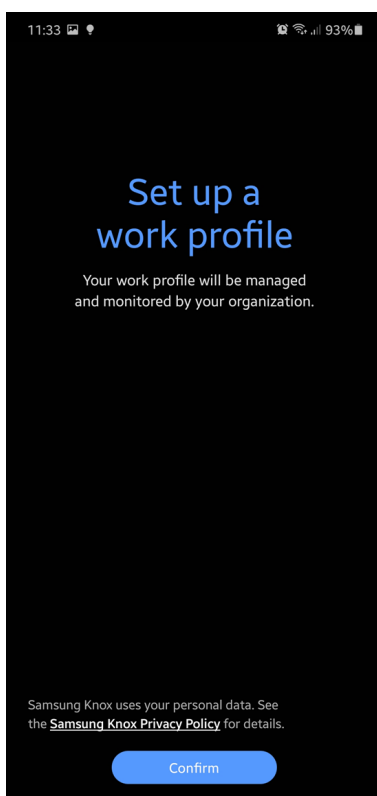 11:33 93%
Set up a
work profile
Your work profile will be managed
and monitored by your organization.
Samsung Knox uses your personal data. See
the Samsung Knox Privacy Policy for details.
Confirm